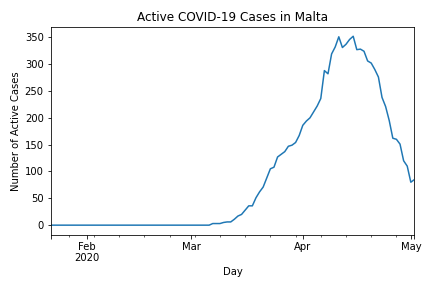 Active COVID-19 Cases in Malta
Number of Active Cases
350
300
250
200
150
100
50
0
Feb
2020
Mar
Apr
May
Day